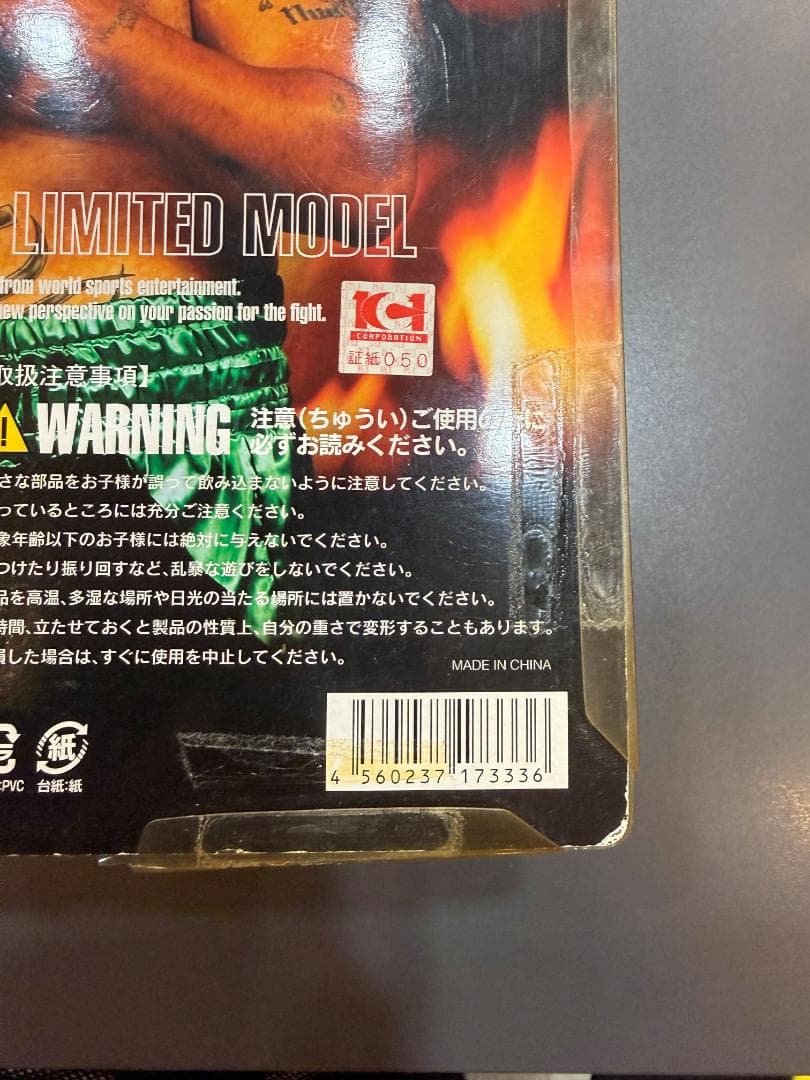 LIMITED MODEL
from world sports entertainment.
new perspective on your passion for the fight.
K-1
CORPORATION
証紙050
取扱注意事項】
WARNING
注意(ちゅうい)ご使用の
必ずお読みください。
さな部品をお子様が誤って飲み込まないように注意してください。
っているところには充分ご注意ください。
象年齢以下のお子様には絶対に与えないでください。
つけたり振り回すなど、乱暴な遊びをしないでください。
品を高温、多湿な場所や日光の当たる場所には置かないでください。
時間、立たせておくと製品の性質上、自分の重さで変形することもあります。
損した場合は、すぐに使用を中止してください。
MADE IN CHINA
:PVC
紙
台紙:紙
4 560237 173336